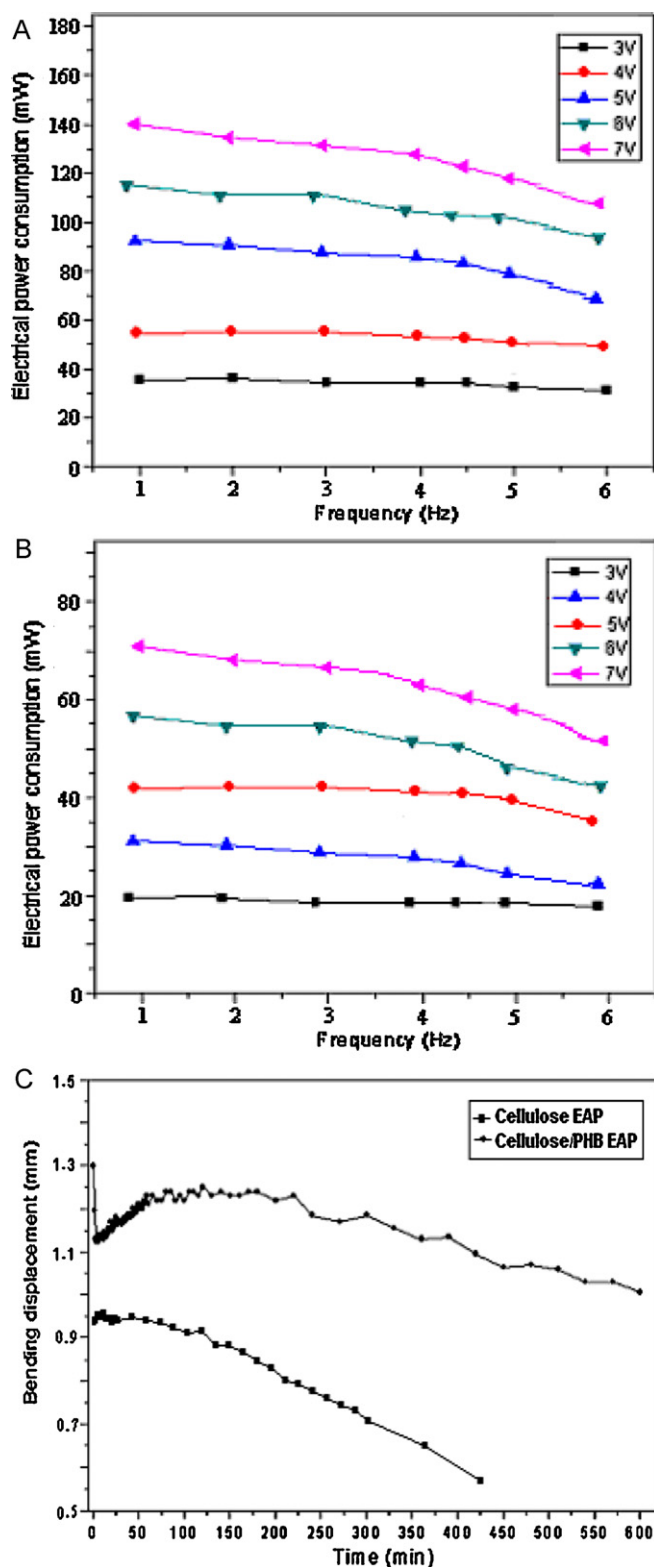 A
Electrical power consumption (mW)
180
160
140
120
100
80
60
40
20
0
3V
4V
5V
6V
7V
1 2 3 4 5 6
Frequency (Hz)
B
Electrical power consumption (mW)
80
60
40
20
0
3V
4V
5V
6V
7V
1 2 3 4 5 6
Frequency (Hz)
C
Bending displacement (mm)
1.5
1.3
1.1
0.9
0.7
0.5
Cellulose EAP
Cellulose/PHB EAP
0 50 100 150 200 250 300 350 400 450 500 550 600
Time (min)